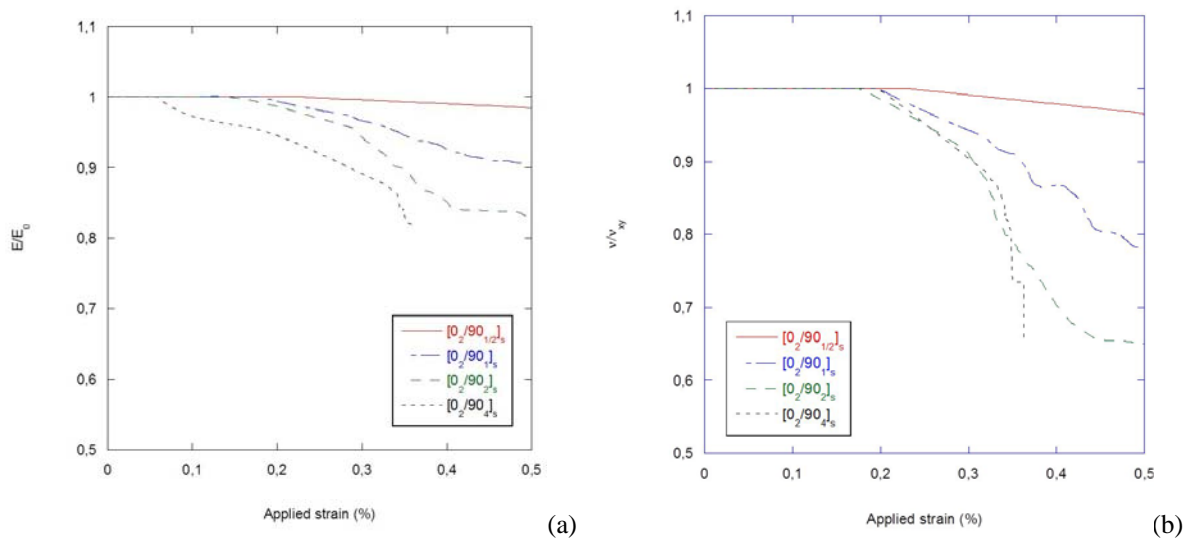 1,1
1
0,9
0,8
0,7
0,6
0,5
E/E₀
0 0,1 0,2 0,3 0,4 0,5
Applied strain (%)
[0₂/90₁/₂]ₛ
[0₂/90₁]ₛ
[0₂/90₂]ₛ
[0₂/90₄]ₛ
(a)
1,1
1
0,9
0,8
0,7
0,6
0,5
ν/νxy
0 0,1 0,2 0,3 0,4 0,5
Applied strain (%)
[0₂/90₁/₂]ₛ
[0₂/90₁]ₛ
[0₂/90₂]ₛ
[0₂/90₄]ₛ
(b)